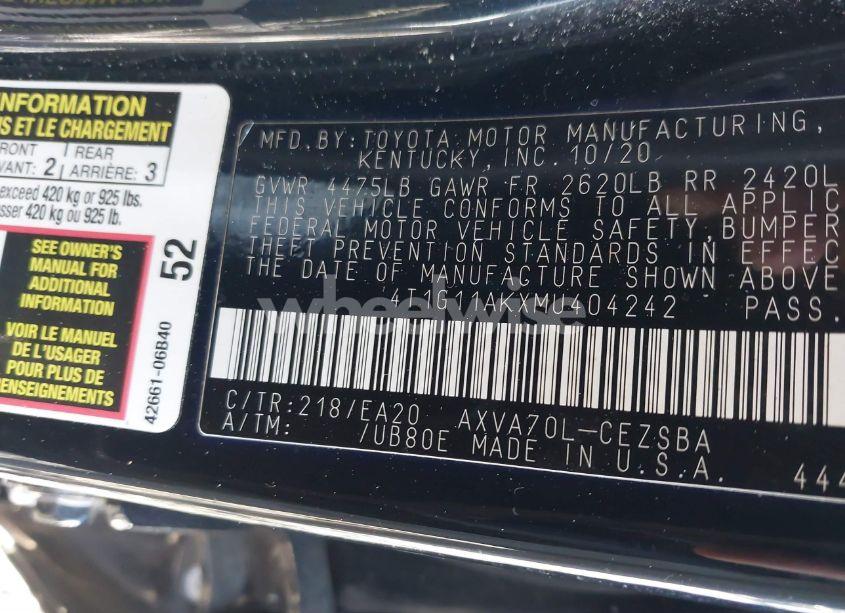 INFORMATION
NS ET LE CHARGEMENT
FRONT
REAR
VANT: 2
ARRIÈRE: 3
exceed 420 kg or 925 lbs.
sser 420 kg ou 925 lb.
SEE OWNER'S
MANUAL FOR
ADDITIONAL
INFORMATION
VOIR LE MANUEL
DE L'USAGER
POUR PLUS DE
RENSEIGNEMENTS
52
42661-06B40
MFD. BY: TOYOTA MOTOR MANUFACTURING,
KENTUCKY, INC. 10/20
GVWR 4475LB GAWR FR 2620LB RR 2420L
THIS VEHICLE CONFORMS TO ALL APPLIC
FEDERAL MOTOR VEHICLE SAFETY, BUMPER
THEFT PREVENTION STANDARDS IN EFFEC
THE DATE OF MANUFACTURE SHOWN ABOVE
PASS.
wheelwise
C/TR: 218/EA20 AXVA70L-CEZSBA
A/TM: /UB80E MADE IN U.S.A.
444